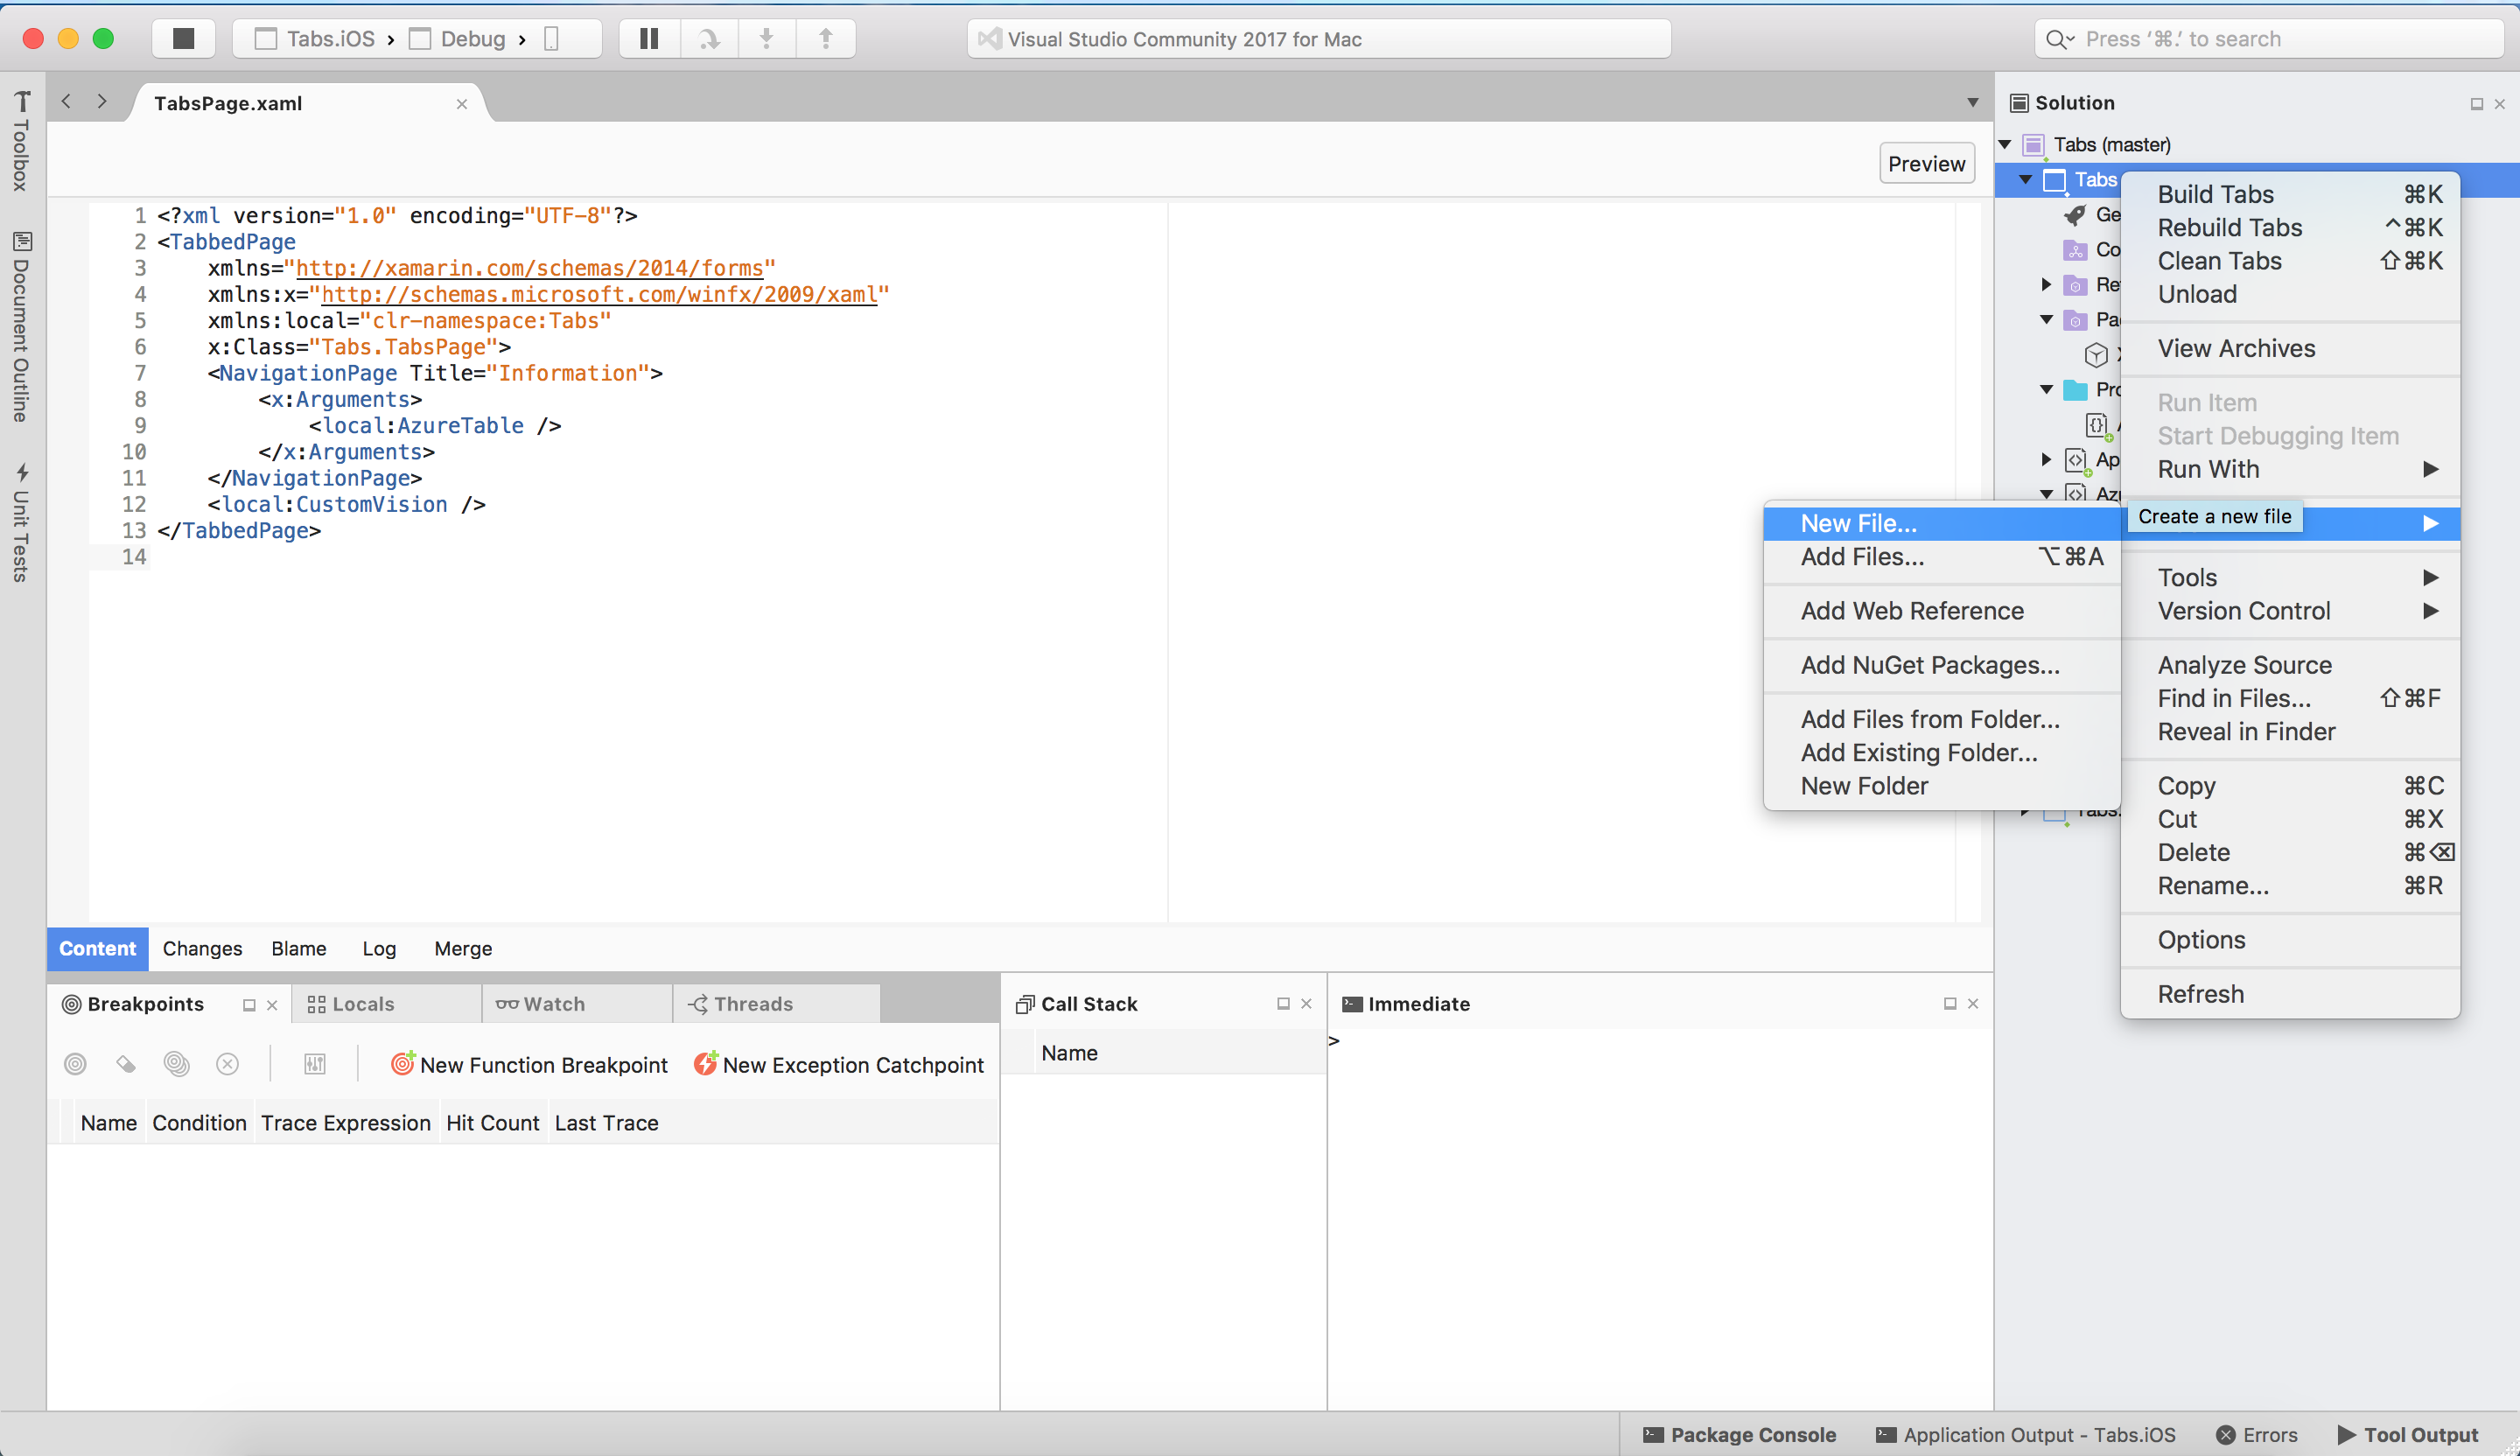 Tabs.iOS › Debug ›
Visual Studio Community 2017 for Mac
Press ‘⌘.’ to search
Toolbox
Document Outline
Unit Tests
TabsPage.xaml
Preview
1 <?xml version="1.0" encoding="UTF-8"?>
2 <TabbedPage
3 xmlns="http://xamarin.com/schemas/2014/forms"
4 xmlns:x="http://schemas.microsoft.com/winfx/2009/xaml"
5 xmlns:local="clr-namespace:Tabs"
6 x:Class="Tabs.TabsPage">
7 <NavigationPage Title="Information">
8 <x:Arguments>
9 <local:AzureTable />
10 </x:Arguments>
11 </NavigationPage>
12 <local:CustomVision />
13 </TabbedPage>
14
Content Changes Blame Log Merge
Solution
Tabs (master)
Tabs
Ge
Co
Re
Pac
Pro
Ap
Azu
Tabs.
Build Tabs ⌘K
Rebuild Tabs ^⌘K
Clean Tabs ⇧⌘K
Unload
View Archives
Run Item
Start Debugging Item
Run With
Create a new file
Tools
Version Control
Analyze Source
Find in Files... ⇧⌘F
Reveal in Finder
Copy ⌘C
Cut ⌘X
Delete ⌘⌫
Rename... ⌘R
Options
Refresh
New File...
Add Files... ⌥⌘A
Add Web Reference
Add NuGet Packages...
Add Files from Folder...
Add Existing Folder...
New Folder
Breakpoints Locals Watch Threads
New Function Breakpoint New Exception Catchpoint
Name Condition Trace Expression Hit Count Last Trace
Call Stack
Name
Immediate
>
Package Console Application Output - Tabs.iOS Errors Tool Output